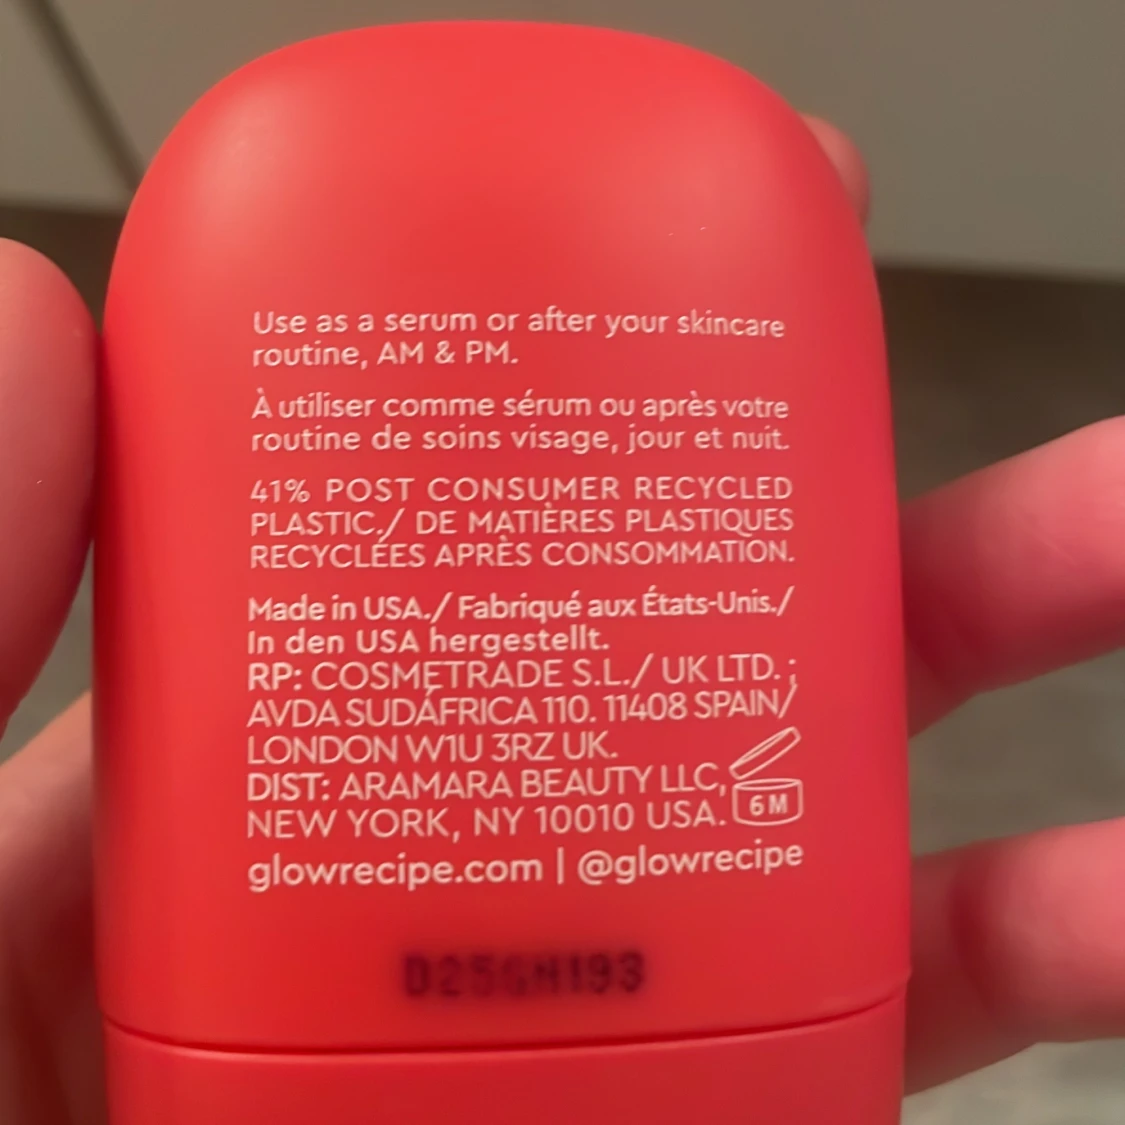 Use as a serum or after your skincare
routine, AM & PM.
À utiliser comme sérum ou après votre
routine de soins visage, jour et nuit.
41% POST CONSUMER RECYCLED
PLASTIC./ DE MATIÈRES PLASTIQUES
RECYCLÉES APRÈS CONSOMMATION.
Made in USA./ Fabriqué aux États-Unis./
In den USA hergestellt.
RP: COSMETRADE S.L./ UK LTD. ;
AVDA SUDÁFRICA 110. 11408 SPAIN/
LONDON W1U 3RZ UK.
DIST: ARAMARA BEAUTY LLC,
NEW YORK, NY 10010 USA.
6M
glowrecipe.com | @glowrecipe